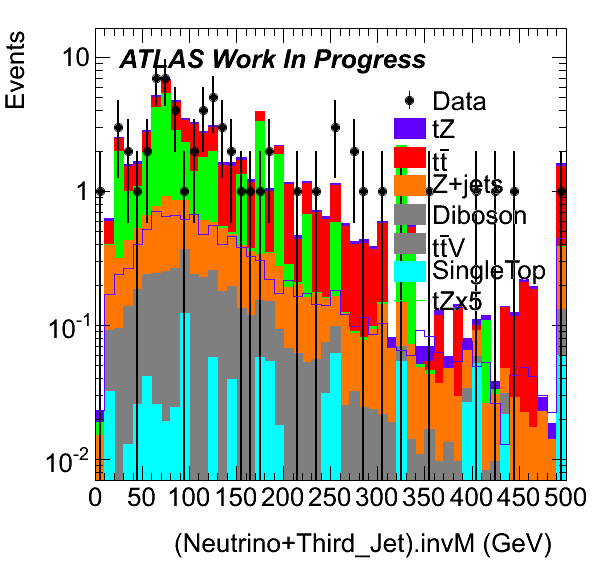 Events
ATLAS Work In Progress
Data
tZ
tt̄
Z+jets
Diboson
tt̄V
SingleTop
tZx5
10
1
10⁻¹
10⁻²
0 50 100 150 200 250 300 350 400 450 500
(Neutrino+Third_Jet).invM (GeV)